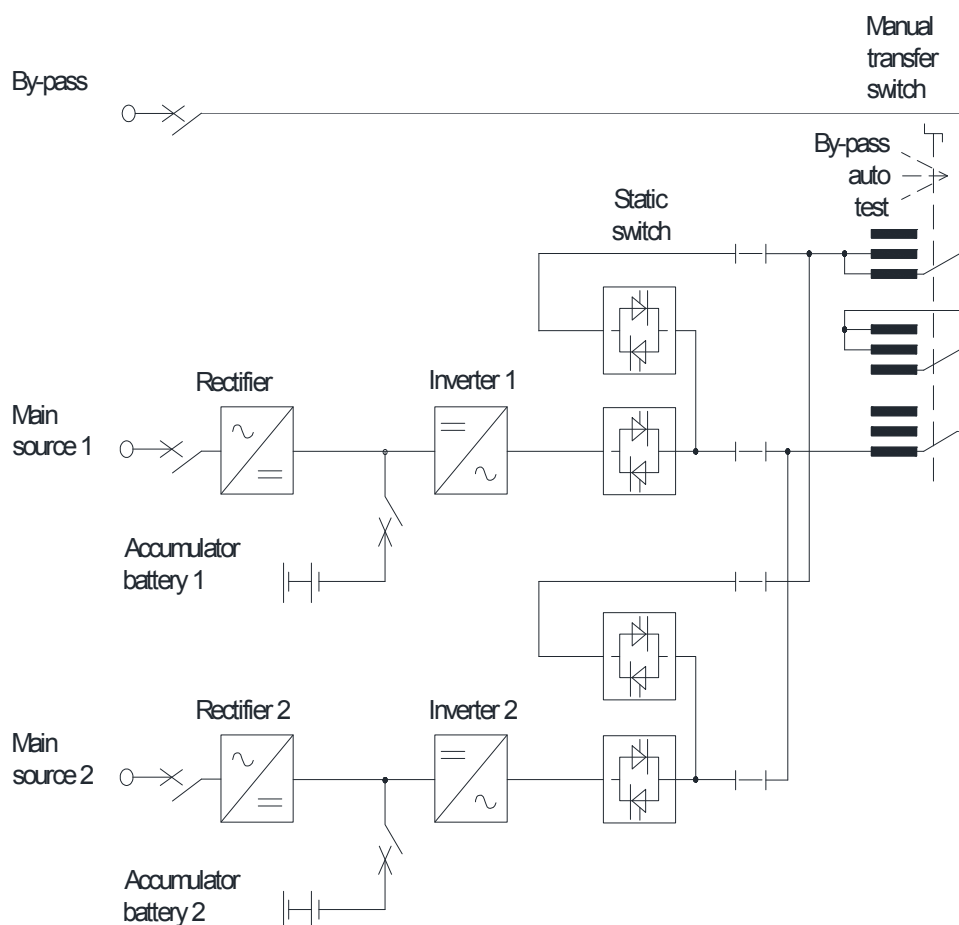 Manual
transfer
switch
By-pass
By-pass
auto
test
Static
switch
Rectifier
Inverter 1
Main
source 1
Accumulator
battery 1
Rectifier 2
Inverter 2
Main
source 2
Accumulator
battery 2